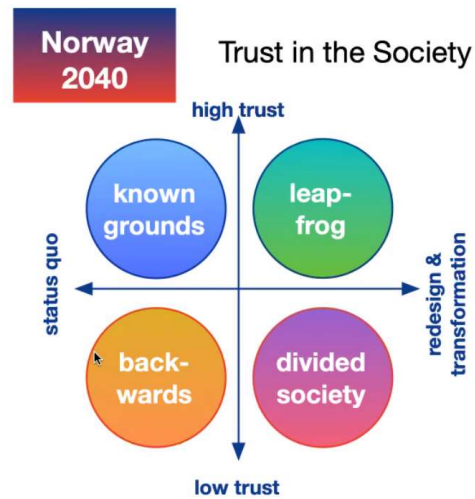 Norway
2040
Trust in the Society
high trust
known
grounds
leap-
frog
status quo
redesign &
transformation
back-
wards
divided
society
low trust